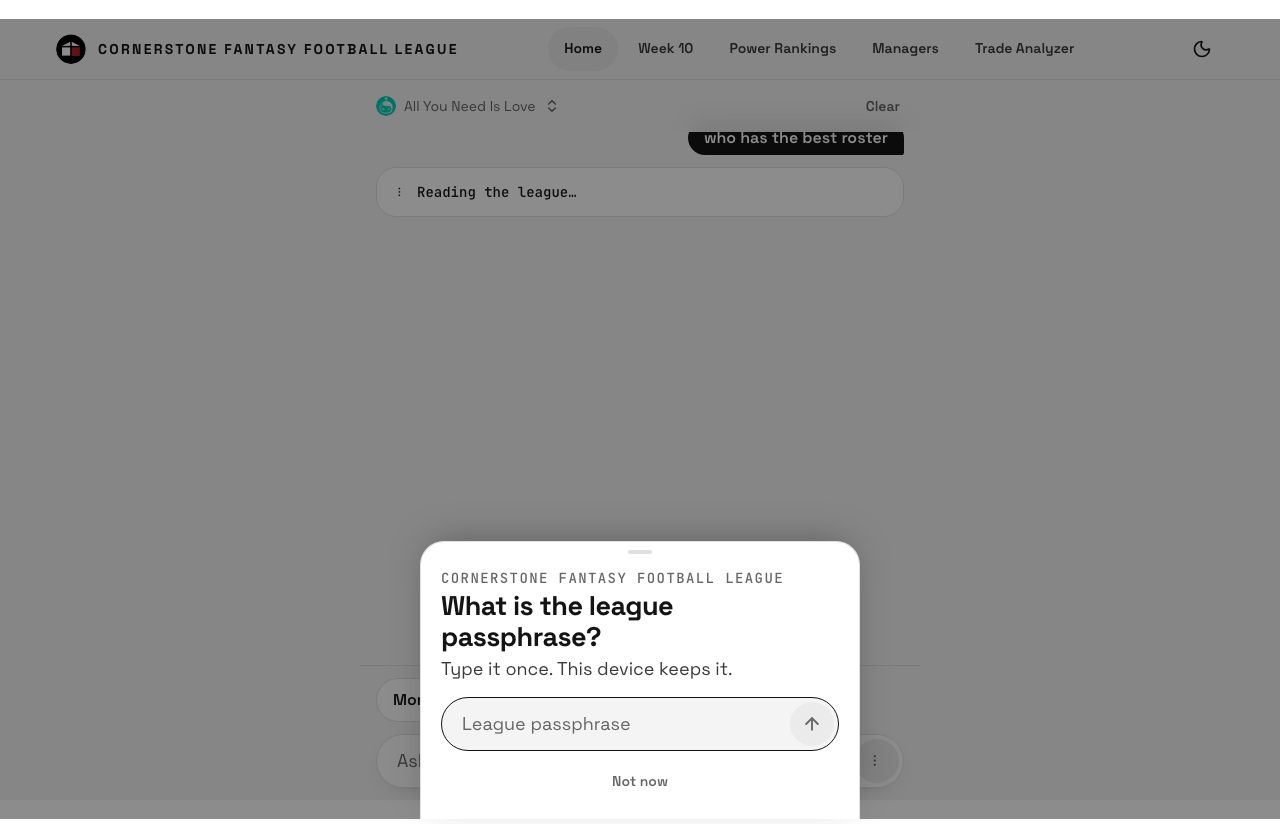 CORNERSTONE FANTASY FOOTBALL LEAGUE
Home
Week 10
Power Rankings
Managers
Trade Analyzer
All You Need Is Love
Clear
who has the best roster
Reading the league…
CORNERSTONE FANTASY FOOTBALL LEAGUE
What is the league
passphrase?
Type it once. This device keeps it.
League passphrase
Not now